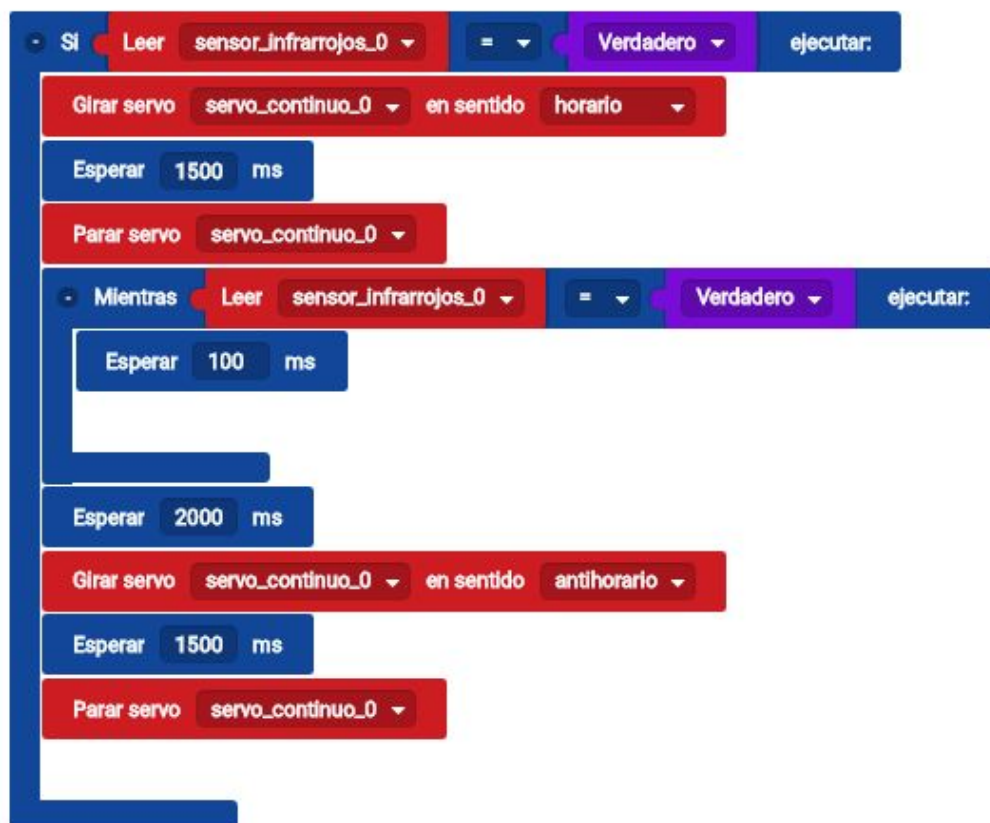 Si Leer sensor_infrarrojos_0 = Verdadero ejecutar:
Girar servo servo_continuo_0 en sentido horario
Esperar 1500 ms
Parar servo servo_continuo_0
Mientras Leer sensor_infrarrojos_0 = Verdadero ejecutar:
Esperar 100 ms
Esperar 2000 ms
Girar servo servo_continuo_0 en sentido antihorario
Esperar 1500 ms
Parar servo servo_continuo_0